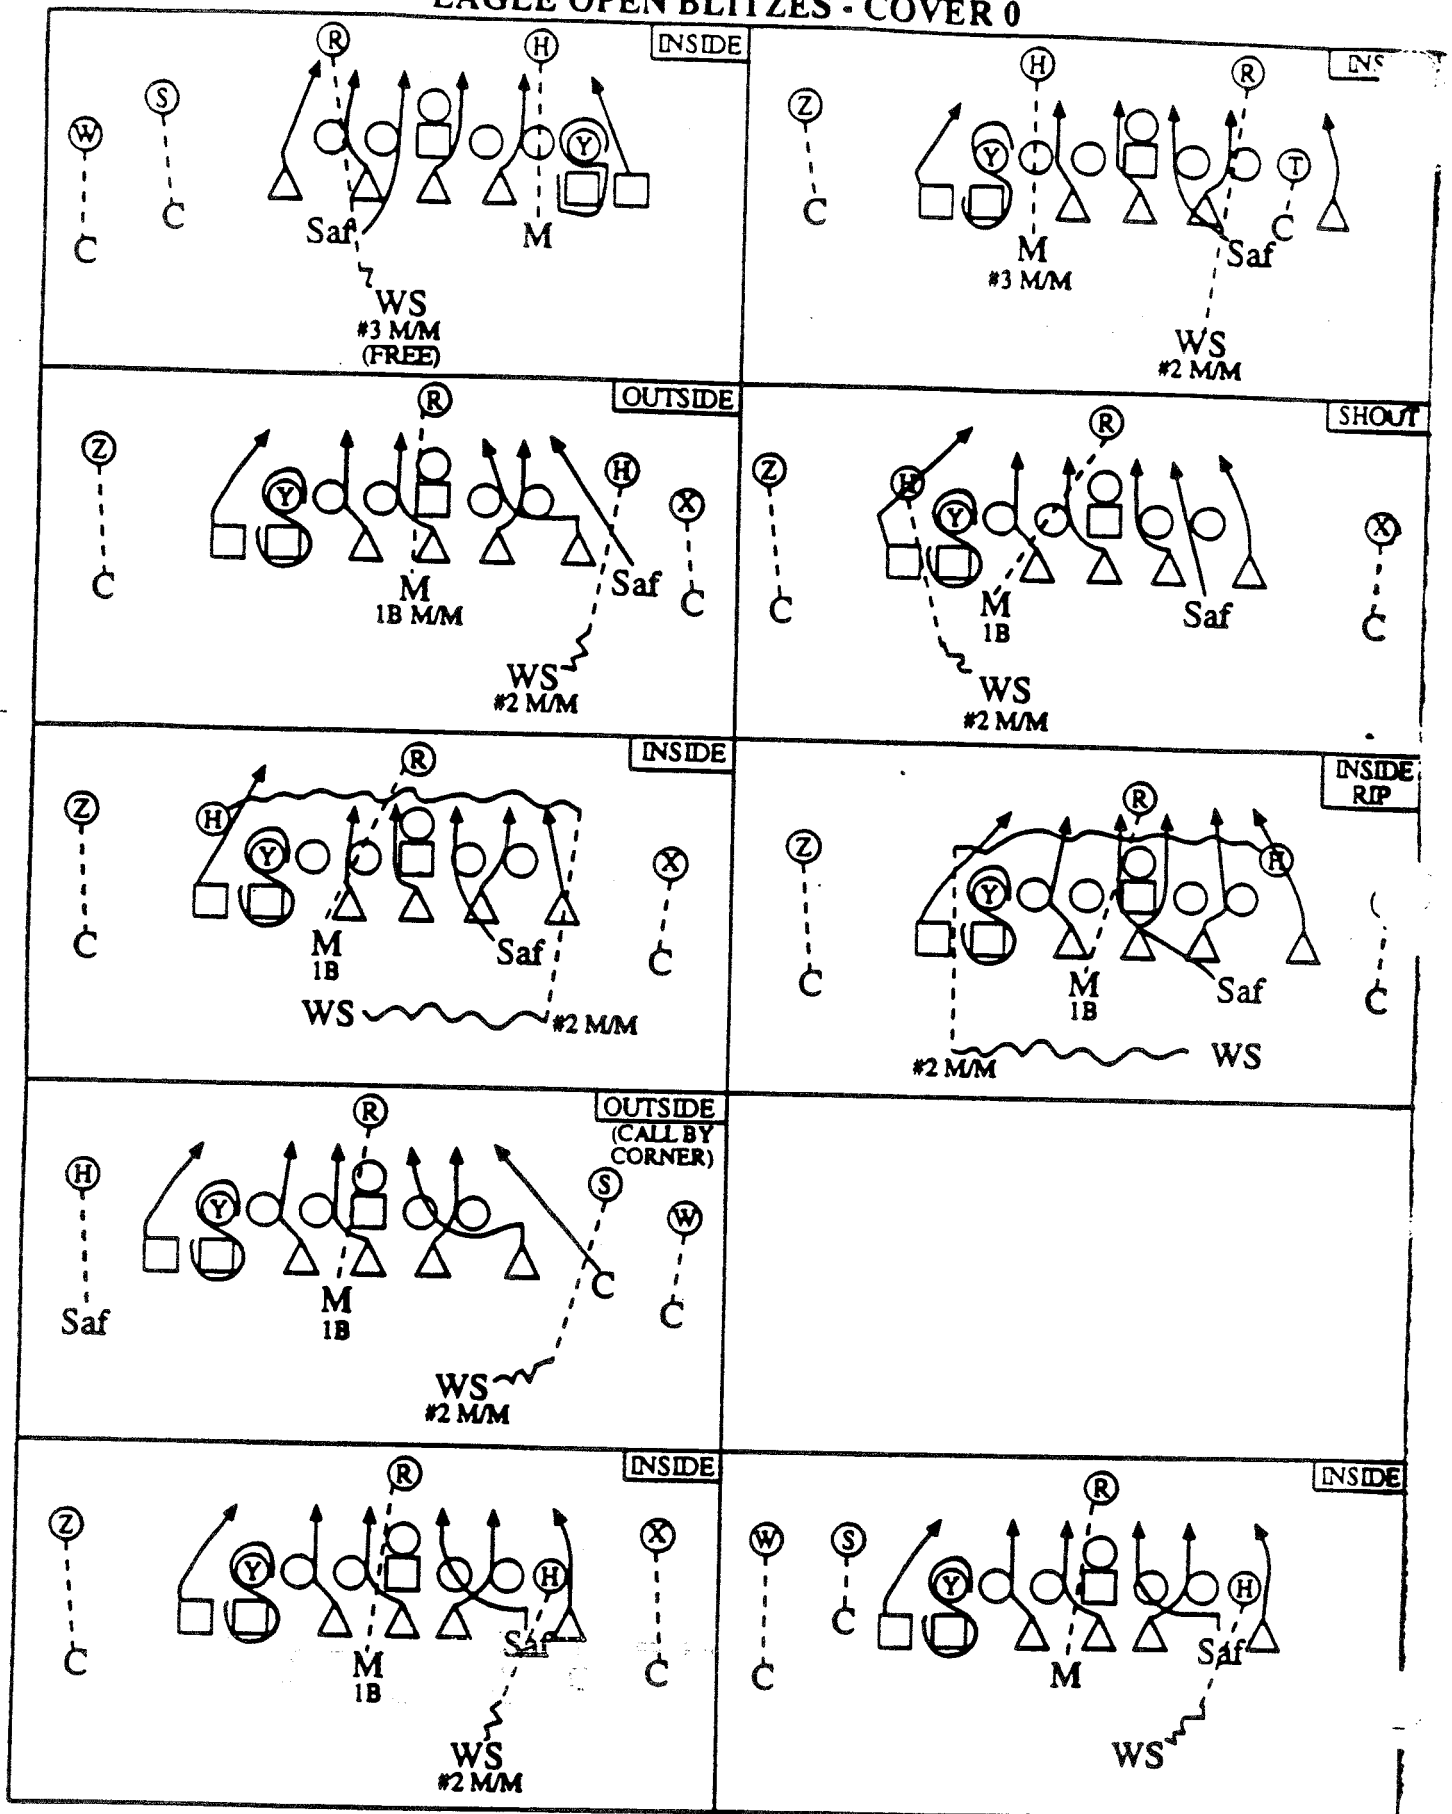 EAGLE OPEN BLITZES - COVER 0
INSIDE
R H
S
W
Y
C C Saf M
WS
#3 M/M
(FREE)
INS
H R
Z
Y T
C M Saf C
#3 M/M
WS
#2 M/M
OUTSIDE
R
Z H
Y X
C M Saf C
1B M/M
WS
#2 M/M
SHOUT
R
Z H
Y X
C M Saf C
1B
WS
#2 M/M
INSIDE
R
Z H
Y X
C M Saf C
1B
WS #2 M/M
INSIDE
RIP
R
Z H
Y
C M Saf C
1B
#2 M/M WS
OUTSIDE
(CALL BY
CORNER)
R
H S
Y W
Saf M C C
1B
WS
#2 M/M
INSIDE
R
Z X
Y H
C M Saf C
1B
WS
#2 M/M
INSIDE
R
W S
Y H
C C M Saf
WS